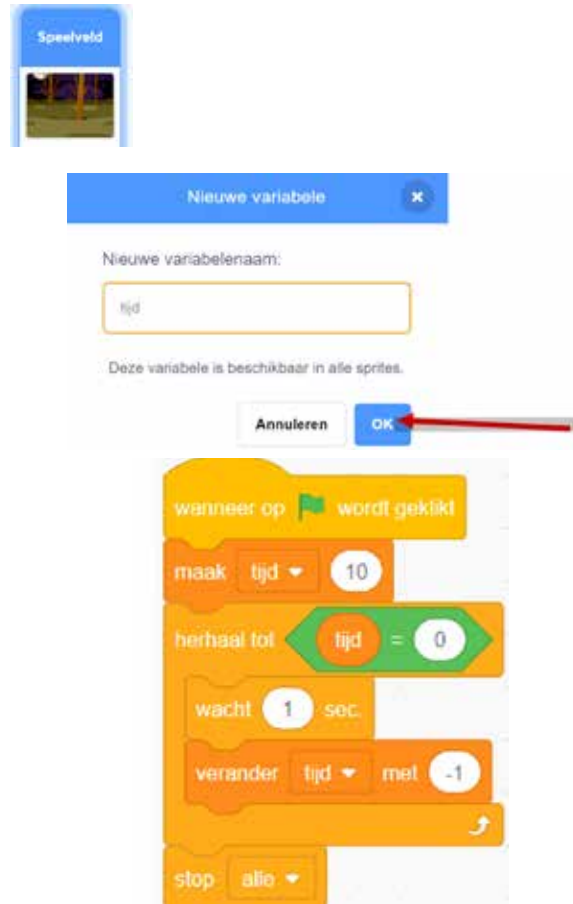 Speelveld
Nieuwe variabele
Nieuwe variabelenaam:
tijd
Deze variabele is beschikbaar in alle sprites.
Annuleren OK
wanneer op wordt geklikt
maak tijd 10
herhaal tot tijd = 0
wacht 1 sec.
verander tijd met -1
stop alle